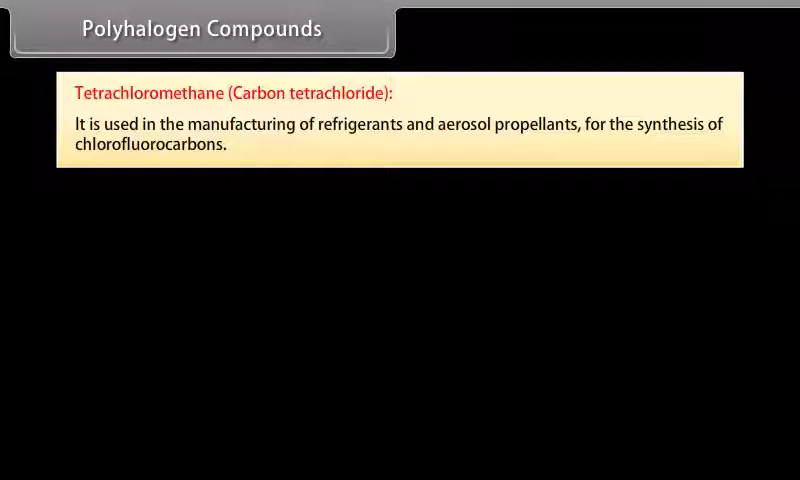 Polyhalogen Compounds
Tetrachloromethane (Carbon tetrachloride):
It is used in the manufacturing of refrigerants and aerosol propellants, for the synthesis of
chlorofluorocarbons.